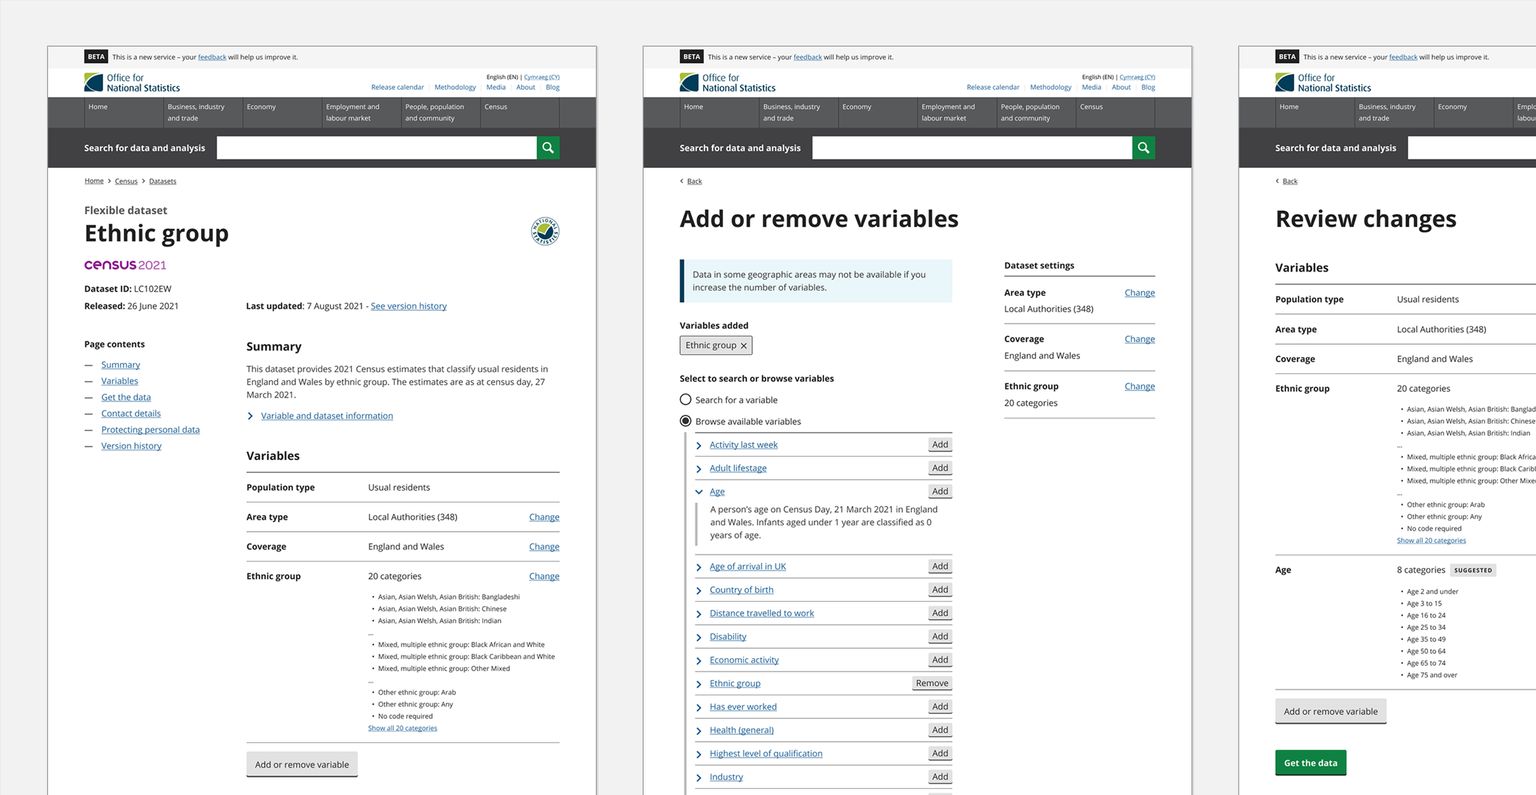 BETA This is a new service – your feedback will help us improve it.
Office for
National Statistics
English (EN) | Cymraeg (CY)
Release calendar Methodology Media About Blog
Home Business, industry and trade Economy Employment and labour market People, population and community Census
Search for data and analysis
Home > Census > Datasets
Flexible dataset
Ethnic group
NATIONAL STATISTICS
census 2021
Dataset ID: LC102EW
Released: 26 June 2021 Last updated: 7 August 2021 - See version history
Page contents
— Summary
— Variables
— Get the data
— Contact details
— Protecting personal data
— Version history
Summary
This dataset provides 2021 Census estimates that classify usual residents in
England and Wales by ethnic group. The estimates are as at census day, 27
March 2021.
Variable and dataset information
Variables
Population type Usual residents
Area type Local Authorities (348) Change
Coverage England and Wales Change
Ethnic group 20 categories Change
• Asian, Asian Welsh, Asian British: Bangladeshi
• Asian, Asian Welsh, Asian British: Chinese
• Asian, Asian Welsh, Asian British: Indian
...
• Mixed, multiple ethnic group: Black African and White
• Mixed, multiple ethnic group: Black Caribbean and White
• Mixed, multiple ethnic group: Other Mixed
...
• Other ethnic group: Arab
• Other ethnic group: Any
• No code required
Show all 20 categories
Add or remove variable
BETA This is a new service – your feedback will help us improve it.
Office for
National Statistics
English (EN) | Cymraeg (CY)
Release calendar Methodology Media About Blog
Home Business, industry and trade Economy Employment and labour market People, population and community Census
Search for data and analysis
< Back
Add or remove variables
Data in some geographic areas may not be available if you
increase the number of variables.
Variables added
Ethnic group ×
Select to search or browse variables
Search for a variable
Browse available variables
Activity last week Add
Adult lifestage Add
Age Add
A person's age on Census Day, 21 March 2021 in England
and Wales. Infants aged under 1 year are classified as 0
years of age.
Age of arrival in UK Add
Country of birth Add
Distance travelled to work Add
Disability Add
Economic activity Add
Ethnic group Remove
Has ever worked Add
Health (general) Add
Highest level of qualification Add
Industry Add
Dataset settings
Area type Change
Local Authorities (348)
Coverage Change
England and Wales
Ethnic group Change
20 categories
BETA This is a new service – your feedback will help us improve it.
Office for
National Statistics
Home Business, industry and trade Economy
Search for data and analysis
< Back
Review changes
Variables
Population type Usual residents
Area type Local Authorities (348)
Coverage England and Wales
Ethnic group 20 categories
• Asian, Asian Welsh, Asian British:
• Asian, Asian Welsh, Asian British: Chinese
• Asian, Asian Welsh, Asian British: Indian
...
• Mixed, multiple ethnic group: Black
• Mixed, multiple ethnic group: Black
• Mixed, multiple ethnic group: Other
...
• Other ethnic group: Arab
• Other ethnic group: Any
• No code required
Show all 20 categories
Age 8 categories SUGGESTED
• Age 2 and under
• Age 3 to 15
• Age 16 to 24
• Age 25 to 34
• Age 35 to 49
• Age 50 to 64
• Age 65 to 74
• Age 75 and over
Add or remove variable
Get the data